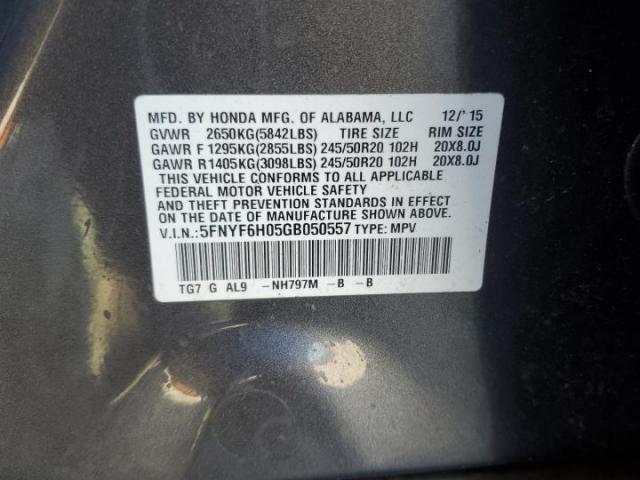 MFD. BY HONDA MFG. OF ALABAMA, LLC 12/'15
GVWR 2650KG(5842LBS) TIRE SIZE RIM SIZE
GAWR F 1295KG(2855LBS) 245/50R20 102H 20X8.0J
GAWR R1405KG(3098LBS) 245/50R20 102H 20X8.0J
THIS VEHICLE CONFORMS TO ALL APPLICABLE
FEDERAL MOTOR VEHICLE SAFETY
AND THEFT PREVENTION STANDARDS IN EFFECT
ON THE DATE OF MANUFACTURE SHOWN ABOVE.
V.I.N.:5FNYF6H05GB050557 TYPE: MPV
TG7 G AL9 -NH797M -B -B